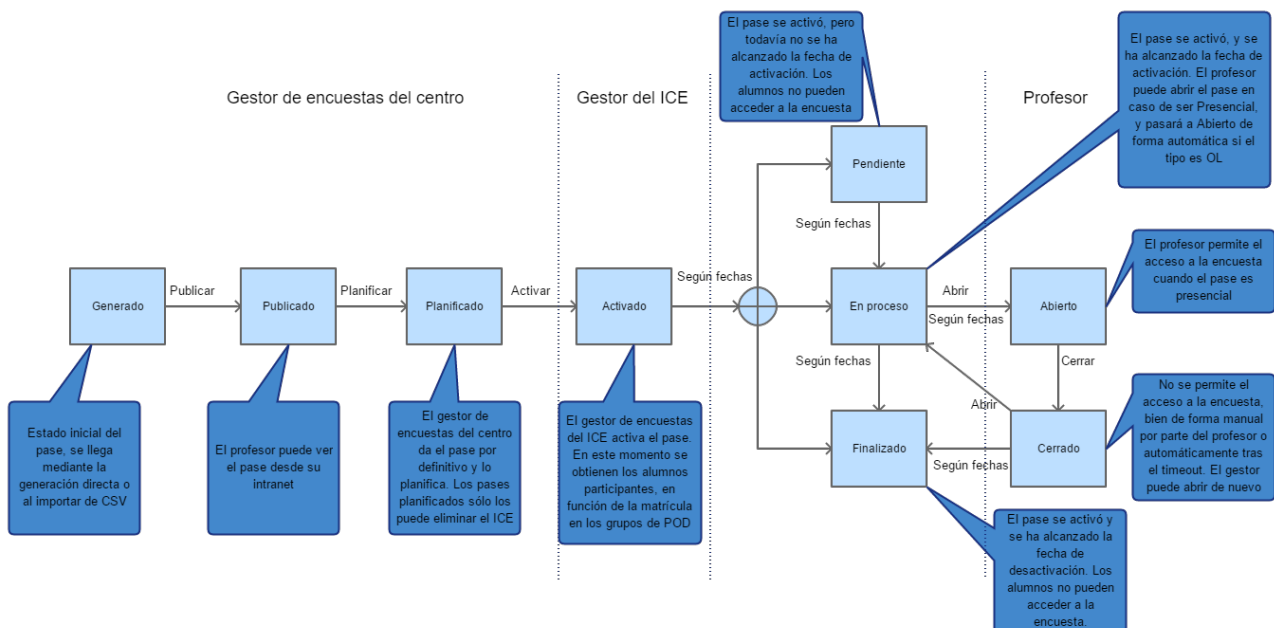 El pase se activó, pero
todavía no se ha
alcanzado la fecha de
activación. Los
alumnos no pueden
acceder a la encuesta
El pase se activó, y se
ha alcanzado la fecha de
activación. El profesor
puede abrir el pase en
caso de ser Presencial,
y pasará a Abierto de
forma automática si el
tipo es OL
Gestor de encuestas del centro
Gestor del ICE
Profesor
Pendiente
Según fechas
Generado
Publicar
Publicado
Planificar
Planificado
Activar
Activado
Según fechas
En proceso
Abrir
Según fechas
Abierto
El profesor permite el
acceso a la encuesta
cuando el pase es
presencial
Según fechas
Cerrar
Abrir
Finalizado
Según fechas
Cerrado
No se permite el
acceso a la encuesta,
bien de forma manual
por parte del profesor o
automáticamente tras
el timeout. El gestor
puede abrir de nuevo
Estado inicial del
pase, se llega
mediante la
generación directa o
al importar de CSV
El profesor puede ver
el pase desde su
intranet
El gestor de
encuestas del centro
da el pase por
definitivo y lo
planifica. Los pases
planificados sólo los
puede eliminar el ICE
El gestor de encuestas
del ICE activa el pase.
En este momento se
obtienen los alumnos
participantes, en
función de la matrícula
en los grupos de POD
El pase se activó y
se ha alcanzado la
fecha de
desactivación. Los
alumnos no pueden
acceder a la
encuesta.